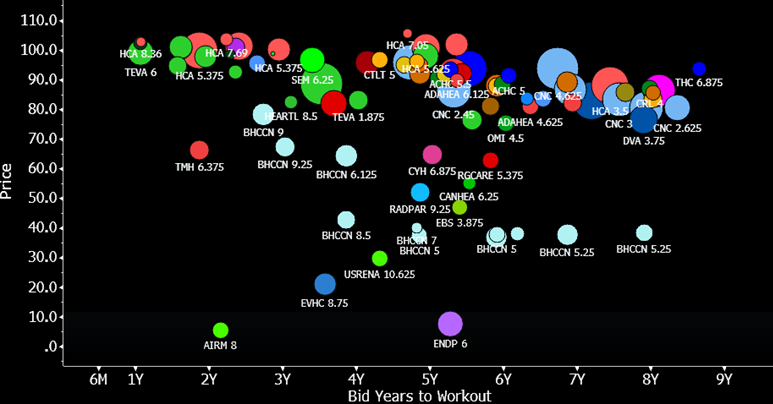 110.0
100.0
90.0
80.0
70.0
60.0
50.0
40.0
30.0
20.0
10.0
.0
Price
HCA 8.36
TEVA 6
HCA 7.69
HCA 5.375
HCA 5.375
SEM 6.25
CTLT 5
HCA 7.05
HCA 5.625
ACHC 5.5
ADAHEA 6.125
ACHC 5
CNC 4.625
THC 6.875
HEARTL 8.5
TEVA 1.875
CNC 2.45
ADAHEA 4.625
HCA 3.5
CRL 4
CNC 3
CNC 2.625
BHCCN 9
OMI 4.5
DVA 3.75
TMH 6.375
BHCCN 9.25
BHCCN 6.125
CYH 6.875
RGCARE 5.375
CANHEA 6.25
RADPAR 9.25
EBS 3.875
BHCCN 8.5
BHCCN 7
BHCCN 5
BHCCN 5
BHCCN 5.25
BHCCN 5.25
USRENA 10.625
EVHC 8.75
AIRM 8
ENDP 6
6M 1Y 2Y 3Y 4Y 5Y 6Y 7Y 8Y 9Y
Bid Years to Workout